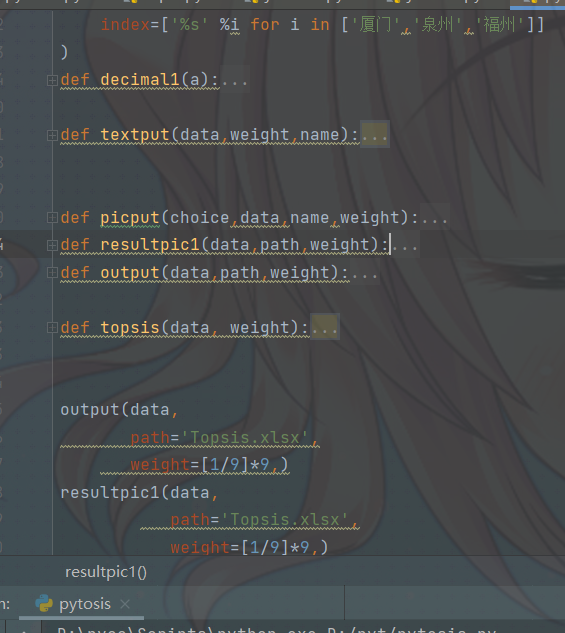 index=['%s' %i for i in ['厦门','泉州','福州']]
)
def decimal1(a):...
def textput(data,weight,name):...
def picput(choice,data,name,weight):...
def resultpic1(data,path,weight):...
def output(data,path,weight):...
def topsis(data, weight):...
output(data,
path='Topsis.xlsx',
weight=[1/9]*9,)
resultpic1(data,
path='Topsis.xlsx',
weight=[1/9]*9,)
resultpic1()
n: pytosis ×